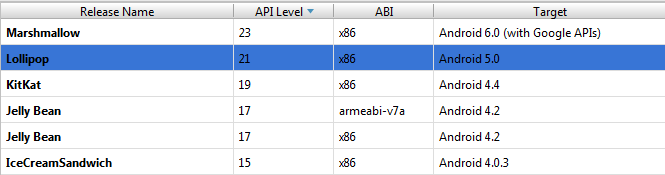 Release Name API Level ABI Target
Marshmallow 23 x86 Android 6.0 (with Google APIs)
Lollipop 21 x86 Android 5.0
KitKat 19 x86 Android 4.4
Jelly Bean 17 armeabi-v7a Android 4.2
Jelly Bean 17 x86 Android 4.2
IceCreamSandwich 15 x86 Android 4.0.3